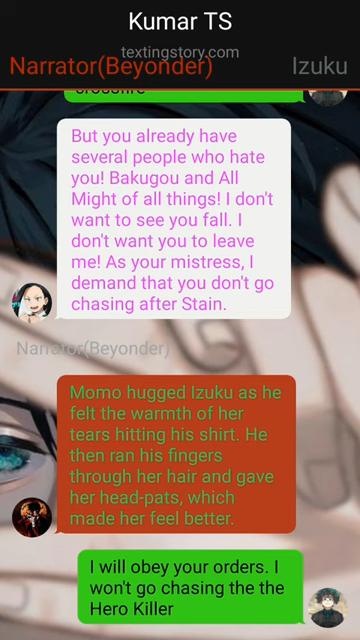 Kumar TS
textingstory.com
Narrator(Beyonder)
Izuku
crossfire
But you already have
several people who hate
you! Bakugou and All
Might of all things! I don't
want to see you fall. I
don't want you to leave
me! As your mistress, I
demand that you don't go
chasing after Stain.
Narrator(Beyonder)
Momo hugged Izuku as he
felt the warmth of her
tears hitting his shirt. He
then ran his fingers
through her hair and gave
her head-pats, which
made her feel better.
I will obey your orders. I
won't go chasing the the
Hero Killer